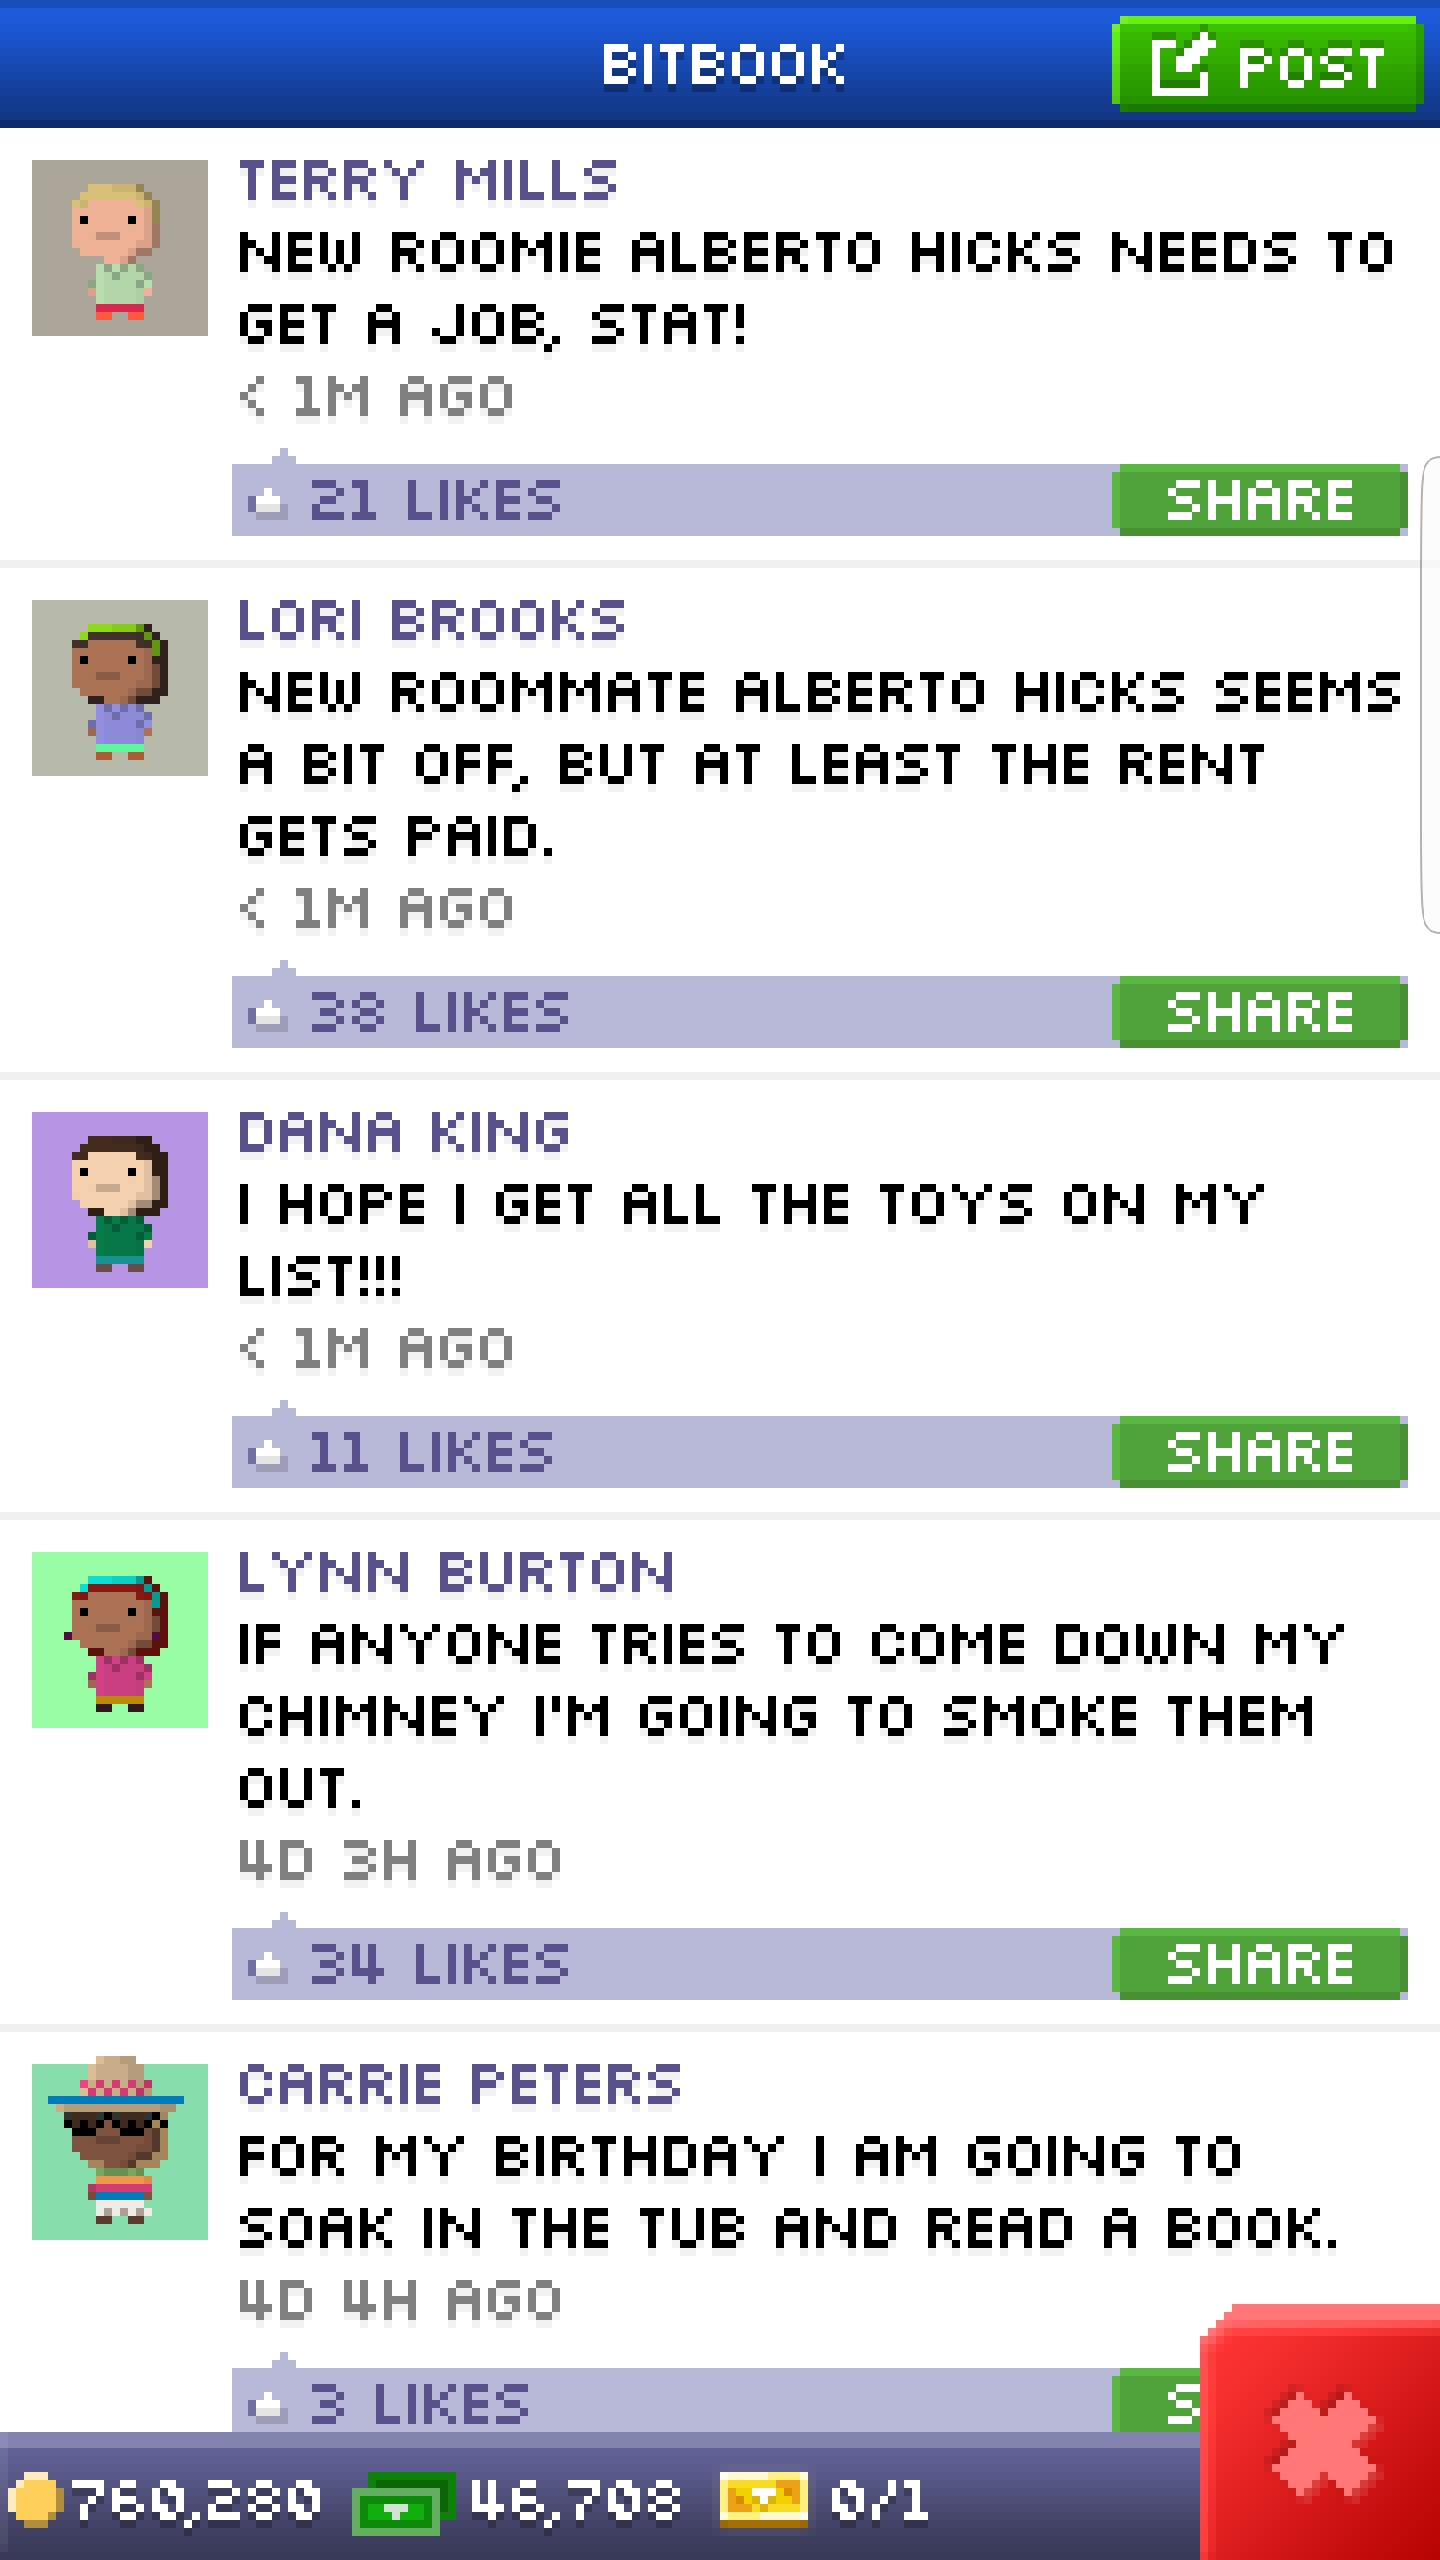 BITBOOK
POST
TERRY MILLS
NEW ROOMIE ALBERTO HICKS NEEDS TO
GET A JOB, STAT!
< 1M AGO
21 LIKES
SHARE
LORI BROOKS
NEW ROOMMATE ALBERTO HICKS SEEMS
A BIT OFF, BUT AT LEAST THE RENT
GETS PAID.
< 1M AGO
38 LIKES
SHARE
DANA KING
I HOPE I GET ALL THE TOYS ON MY
LIST!!!
< 1M AGO
11 LIKES
SHARE
LYNN BURTON
IF ANYONE TRIES TO COME DOWN MY
CHIMNEY I'M GOING TO SMOKE THEM
OUT.
4D 3H AGO
34 LIKES
SHARE
CARRIE PETERS
FOR MY BIRTHDAY I AM GOING TO
SOAK IN THE TUB AND READ A BOOK.
4D 4H AGO
3 LIKES
S
760,280
46,708
0/1